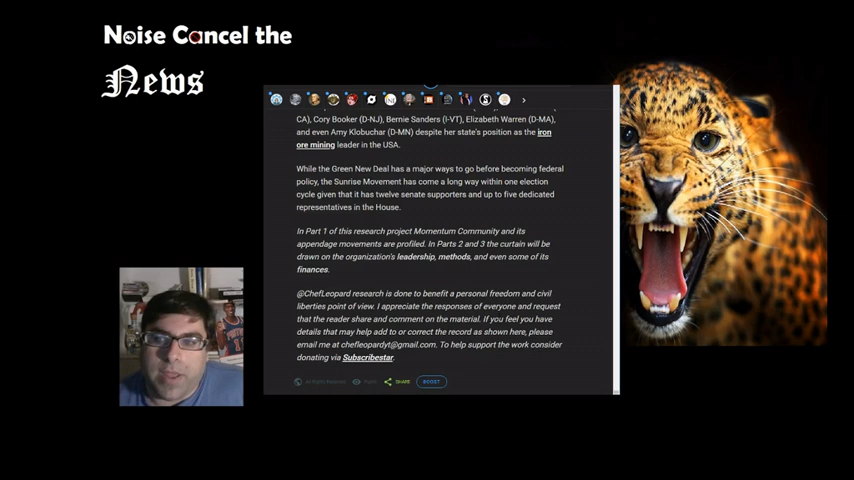 Noise Cancel the
News
CA), Cory Booker (D-NJ), Bernie Sanders (I-VT), Elizabeth Warren (D-MA),
and even Amy Klobuchar (D-MN) despite her state's position as the iron
ore mining leader in the USA.
While the Green New Deal has a major ways to go before becoming federal
policy, the Sunrise Movement has come a long way within one election
cycle given that it has twelve senate supporters and up to five dedicated
representatives in the House.
In Part 1 of this research project Momentum Community and its
appendage movements are profiled. In Parts 2 and 3 the curtain will be
drawn on the organization's leadership, methods, and even some of its
finances.
@ChefLeopard research is done to benefit a personal freedom and civil
liberties point of view. I appreciate the responses of everyone and request
that the reader share and comment on the material. If you feel you have
details that may help add to or correct the record as shown here, please
email me at chefleopardyt@gmail.com. To help support the work consider
donating via Subscribestar.
All Rights Reserved Public SHARE BOOST